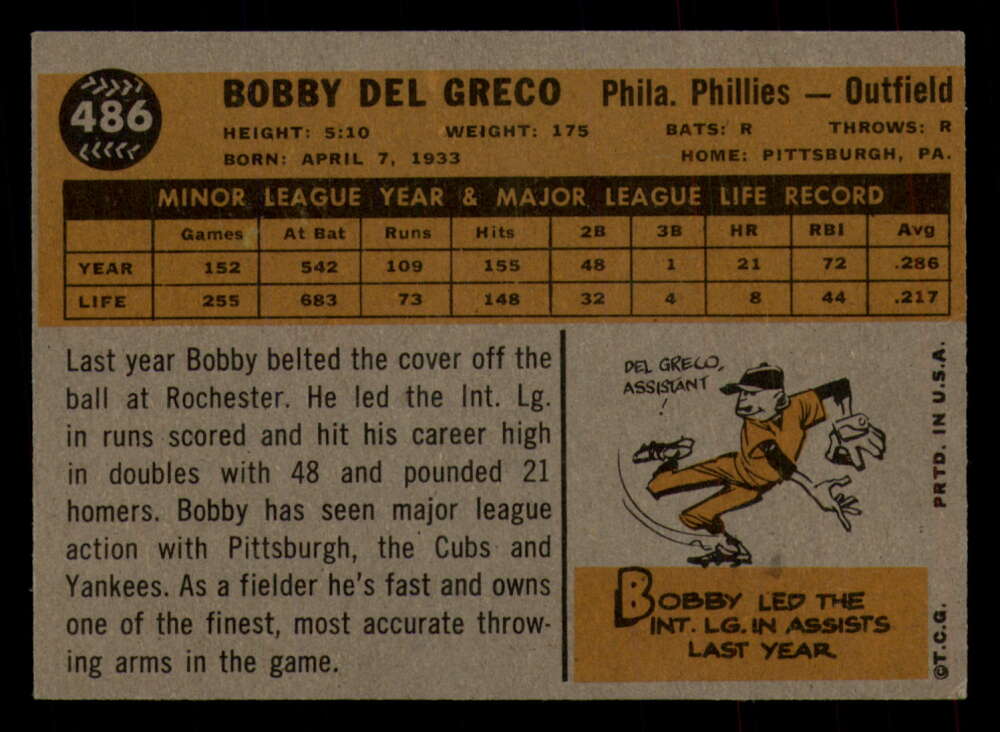 486
BOBBY DEL GRECO Phila. Phillies — Outfield
HEIGHT: 5:10 WEIGHT: 175 BATS: R THROWS: R
BORN: APRIL 7, 1933 HOME: PITTSBURGH, PA.
MINOR LEAGUE YEAR & MAJOR LEAGUE LIFE RECORD
Games At Bat Runs Hits 2B 3B HR RBI Avg
YEAR 152 542 109 155 48 1 21 72 .286
LIFE 255 683 73 148 32 4 8 44 .217
Last year Bobby belted the cover off the
ball at Rochester. He led the Int. Lg.
in runs scored and hit his career high
in doubles with 48 and pounded 21
homers. Bobby has seen major league
action with Pittsburgh, the Cubs and
Yankees. As a fielder he's fast and owns
one of the finest, most accurate throw-
ing arms in the game.
DEL GRECO,
ASSISTANT
!
BOBBY LED THE
INT. LG. IN ASSISTS
LAST YEAR
©T.C.G. PRTD. IN U.S.A.